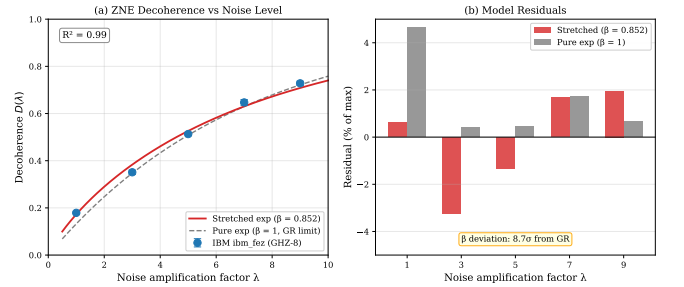 (a) ZNE Decoherence vs Noise Level
R² = 0.99
1.0
0.8
0.6
0.4
0.2
0.0
Decoherence D(λ)
Stretched exp (β = 0.852)
Pure exp (β = 1, GR limit)
IBM ibm_fez (GHZ-8)
0 2 4 6 8 10
Noise amplification factor λ
(b) Model Residuals
Stretched (β = 0.852)
Pure exp (β = 1)
4
2
0
−2
−4
Residual (% of max)
β deviation: 8.7σ from GR
1 3 5 7 9
Noise amplification factor λ